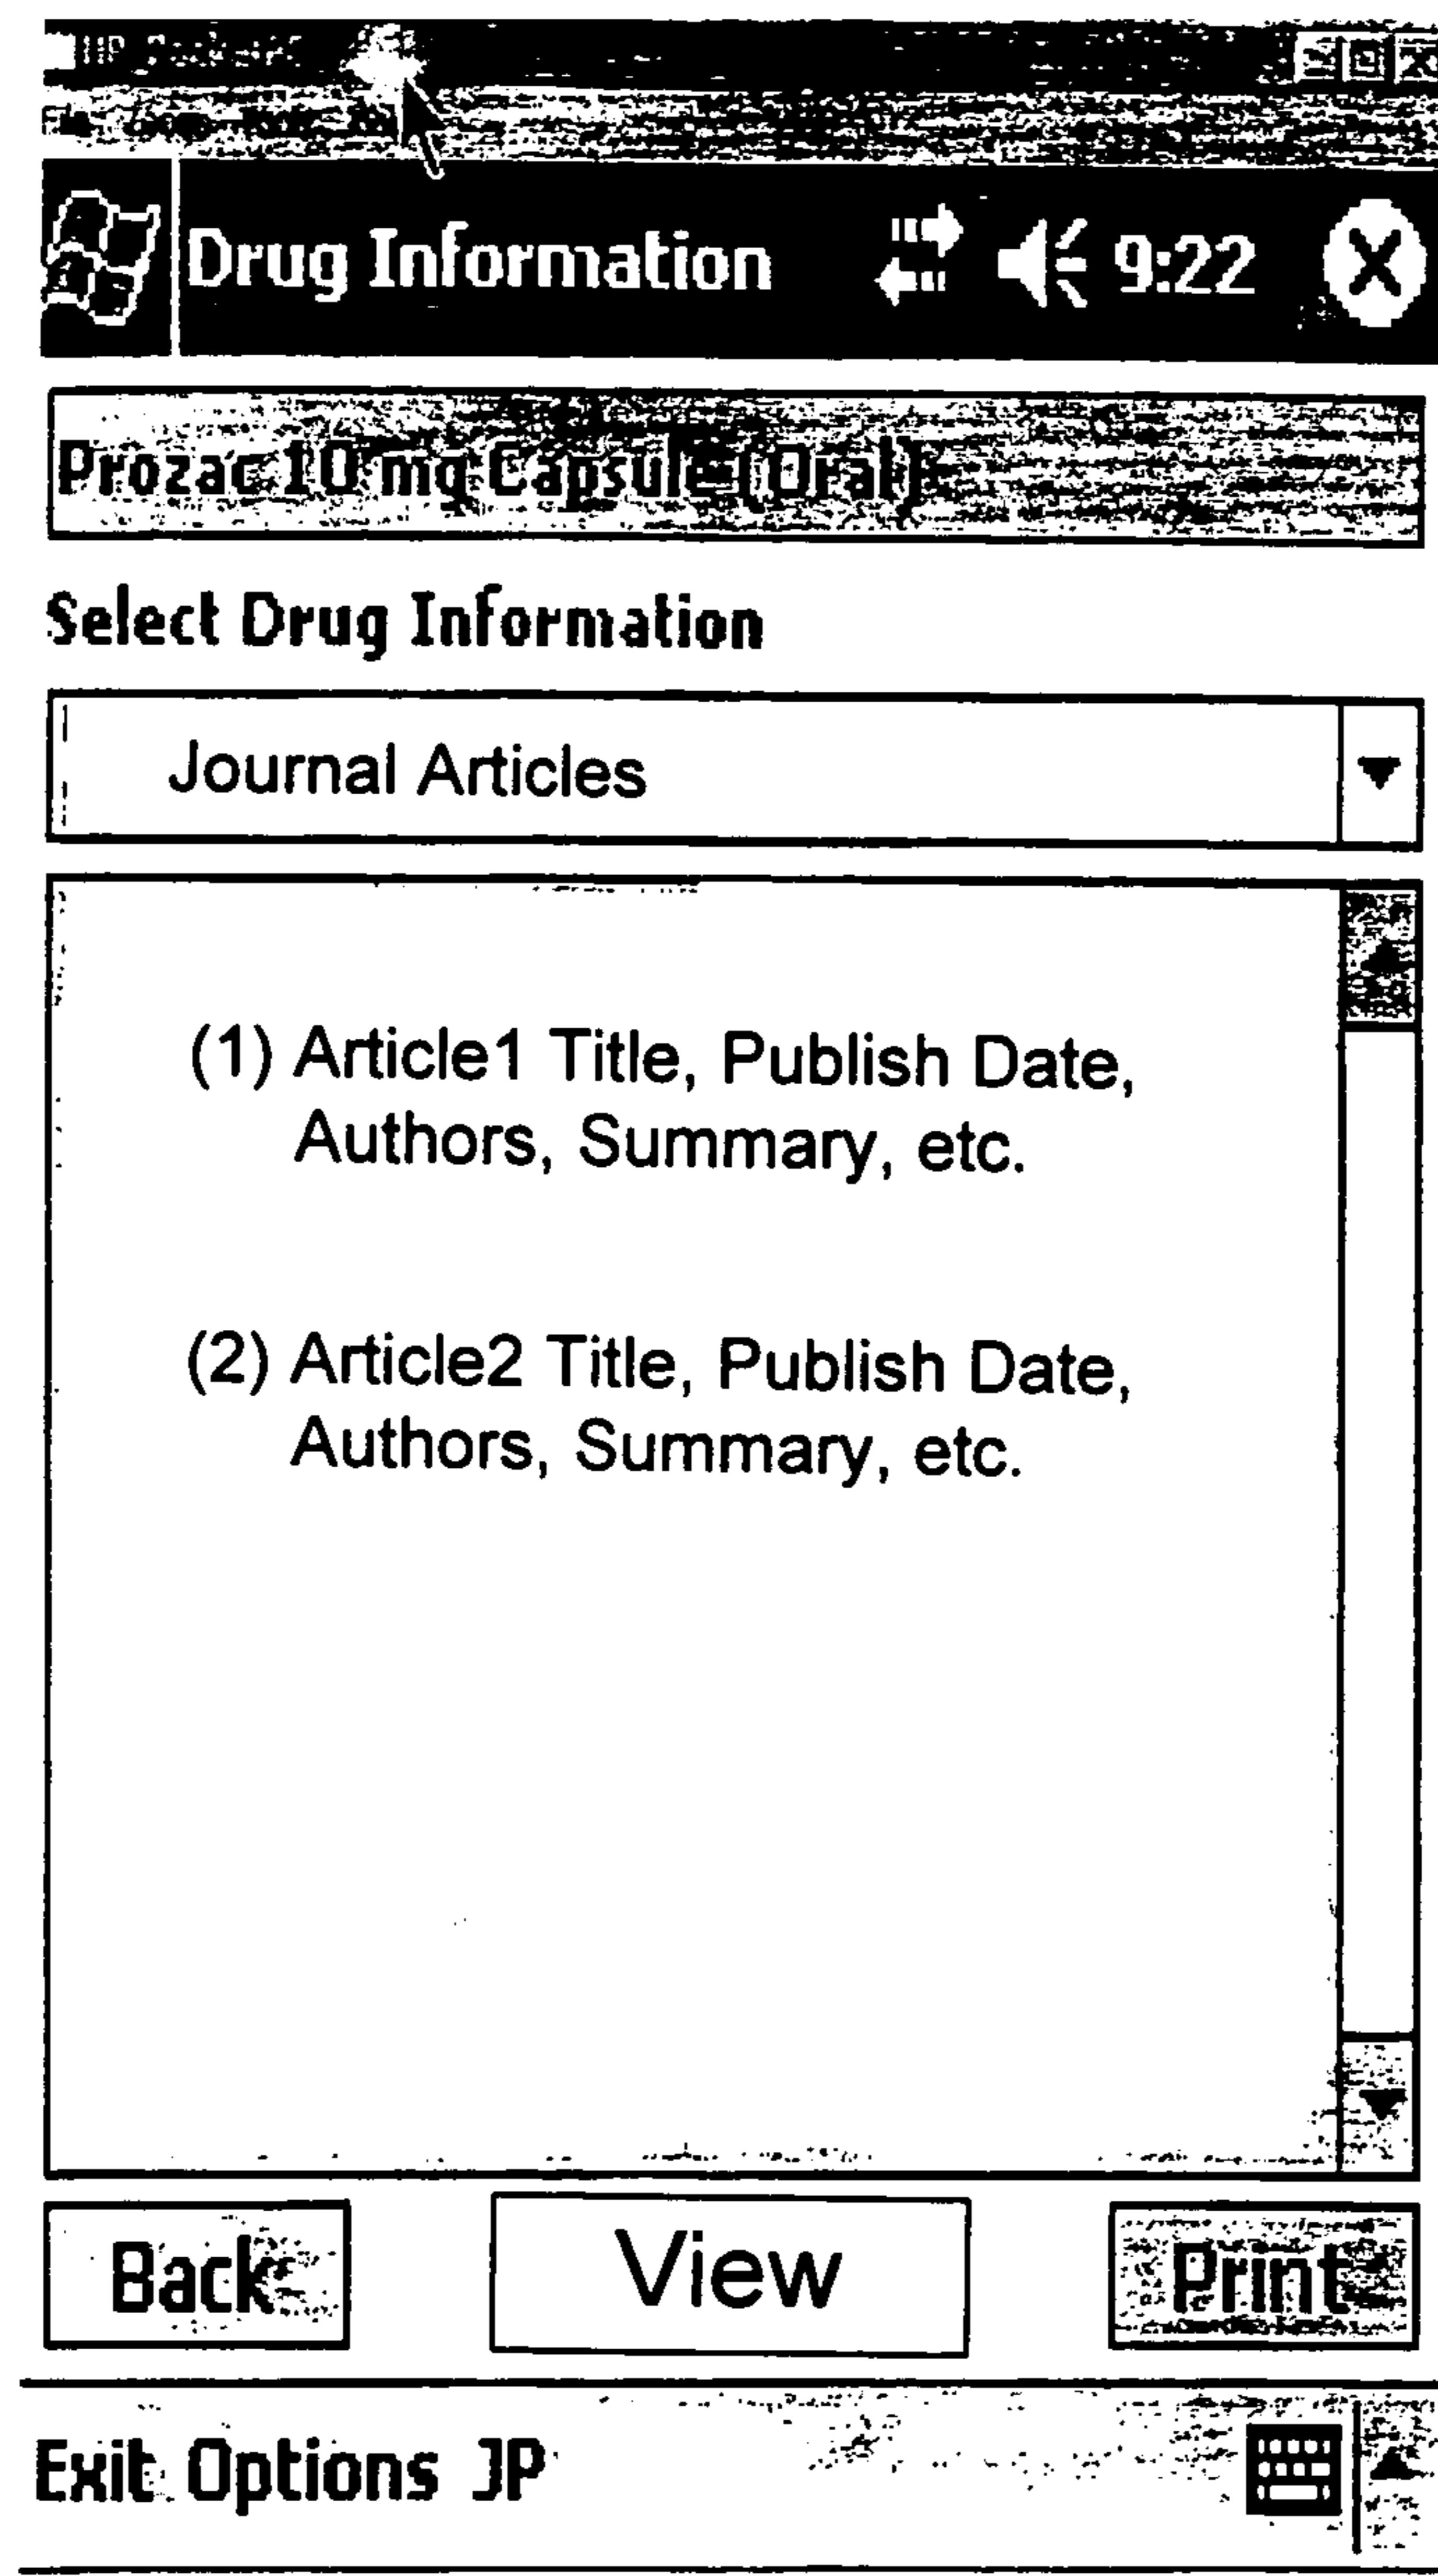 Drug Information 9:22
Prozac 10 mg Capsule (Oral)
Select Drug Information
Journal Articles
(1) Article1 Title, Publish Date,
Authors, Summary, etc.
(2) Article2 Title, Publish Date,
Authors, Summary, etc.
Back View Print
Exit Options JP